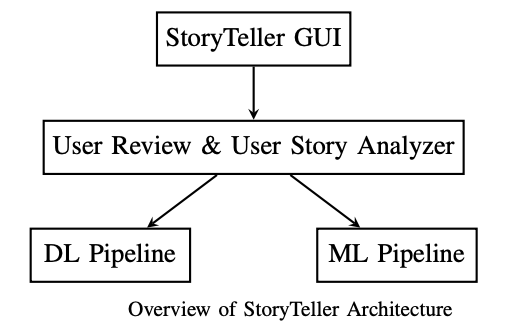 StoryTeller GUI
User Review & User Story Analyzer
DL Pipeline
ML Pipeline
Overview of StoryTeller Architecture